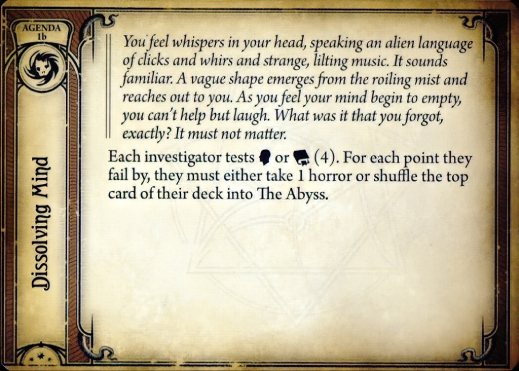 AGENDA
1b
Dissolving Mind
You feel whispers in your head, speaking an alien language
of clicks and whirs and strange, lilting music. It sounds
familiar. A vague shape emerges from the roiling mist and
reaches out to you. As you feel your mind begin to empty,
you can't help but laugh. What was it that you forgot,
exactly? It must not matter.
Each investigator tests or (4). For each point they
fail by, they must either take 1 horror or shuffle the top
card of their deck into The Abyss.